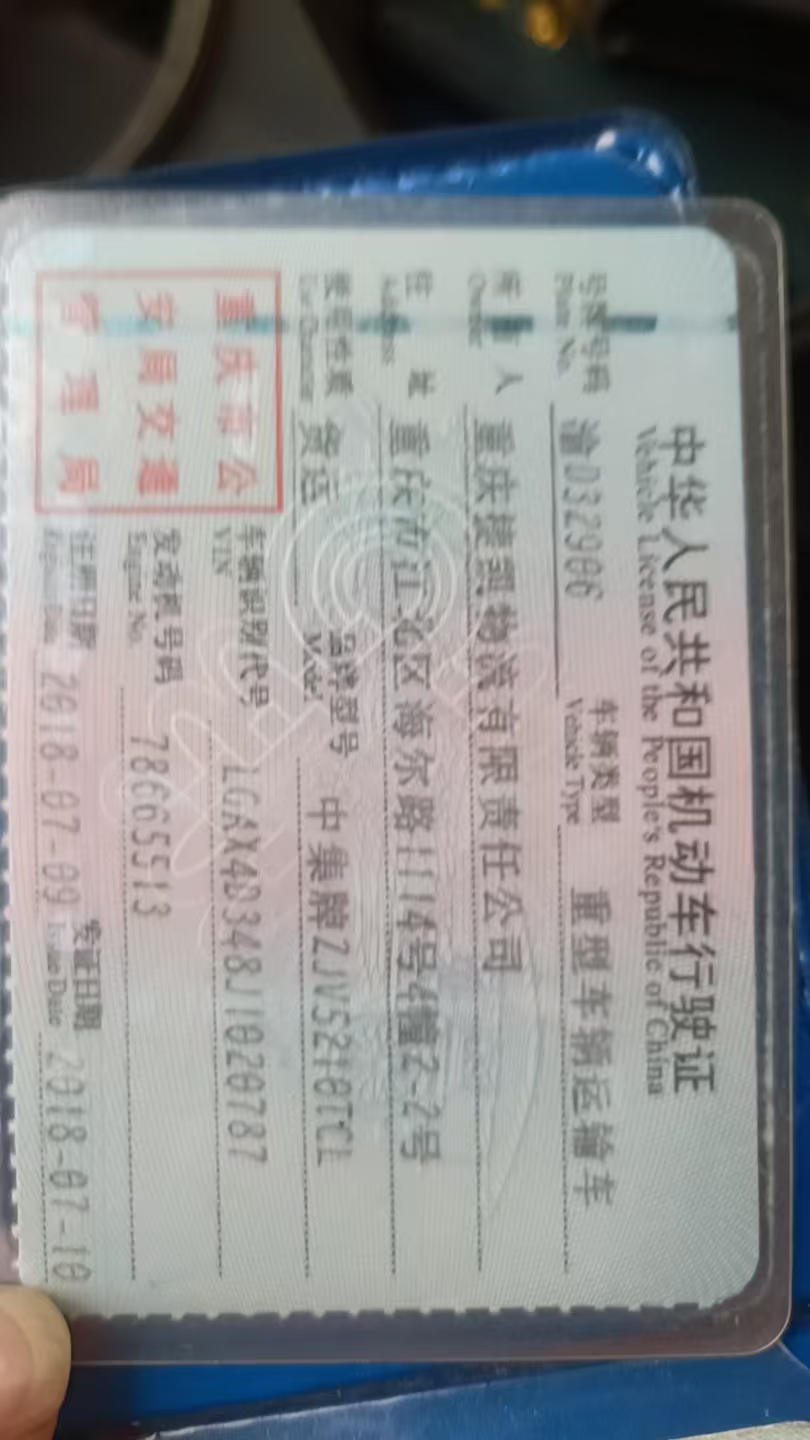 中华人民共和国机动车行驶证
Vehicle License of the People's Republic of China
号牌号码 渝D32906 车辆类型 重型车辆运输车
Plate No. Vehicle Type
所有人 重庆捷凯物流有限责任公司
Owner
住址 重庆市江北区海尔路1114号4幢2-2号
Address
使用性质 货运 品牌型号 中集牌ZJV5210TCL
Use Character Model
重庆市公
安局交通
管理局
车辆识别代号 LGAX4D348J1020787
VIN
发动机号码 78665513
Engine No.
注册日期 2018-07-09 发证日期 2018-07-10
Register Date Issue Date